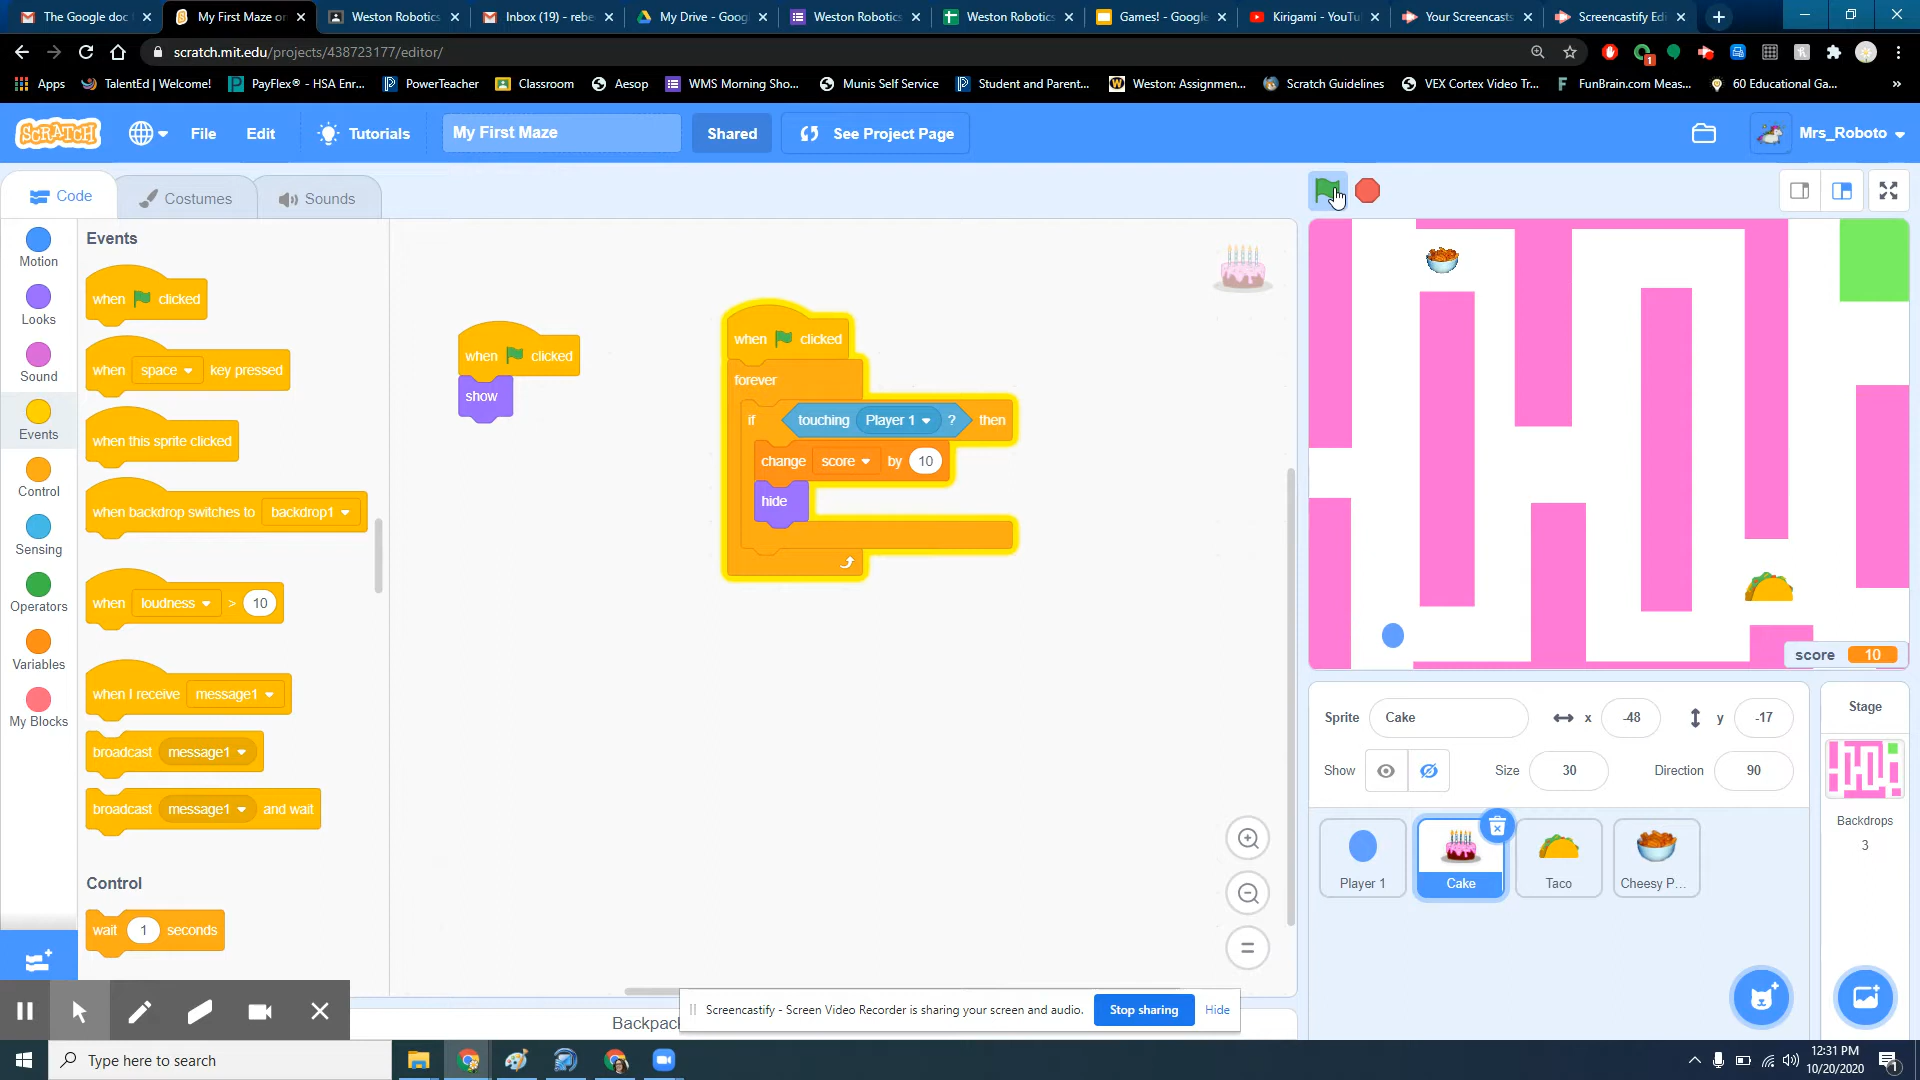 The Google doc
My First Maze on
Weston Robotics
Inbox (19) - rebe
My Drive - Goog
Weston Robotics
Weston Robotics
Games! - Google
Kirigami - YouTu
Your Screencasts
Screencastify Edi
scratch.mit.edu/projects/438723177/editor/
Apps
TalentEd | Welcome!
PayFlex® - HSA Enr...
PowerTeacher
Classroom
Aesop
WMS Morning Sho...
Munis Self Service
Student and Parent...
Weston: Assignmen...
Scratch Guidelines
VEX Cortex Video Tr...
FunBrain.com Meas...
60 Educational Ga...
»
SCRATCH
File
Edit
Tutorials
My First Maze
Shared
See Project Page
Mrs_Roboto
Code
Costumes
Sounds
Motion
Looks
Sound
Events
Control
Sensing
Operators
Variables
My Blocks
Events
when clicked
when space key pressed
when this sprite clicked
when backdrop switches to backdrop1
when loudness > 10
when I receive message1
broadcast message1
broadcast message1 and wait
Control
wait 1 seconds
when clicked
show
when clicked
forever
if touching Player 1 ? then
change score by 10
hide
score 10
Sprite Cake x -48 y -17
Show Size 30 Direction 90
Player 1
Cake
Taco
Cheesy P...
Stage
Backdrops
3
Backpac
Screencastify - Screen Video Recorder is sharing your screen and audio.
Stop sharing
Hide
Type here to search
12:31 PM
10/20/2020
1